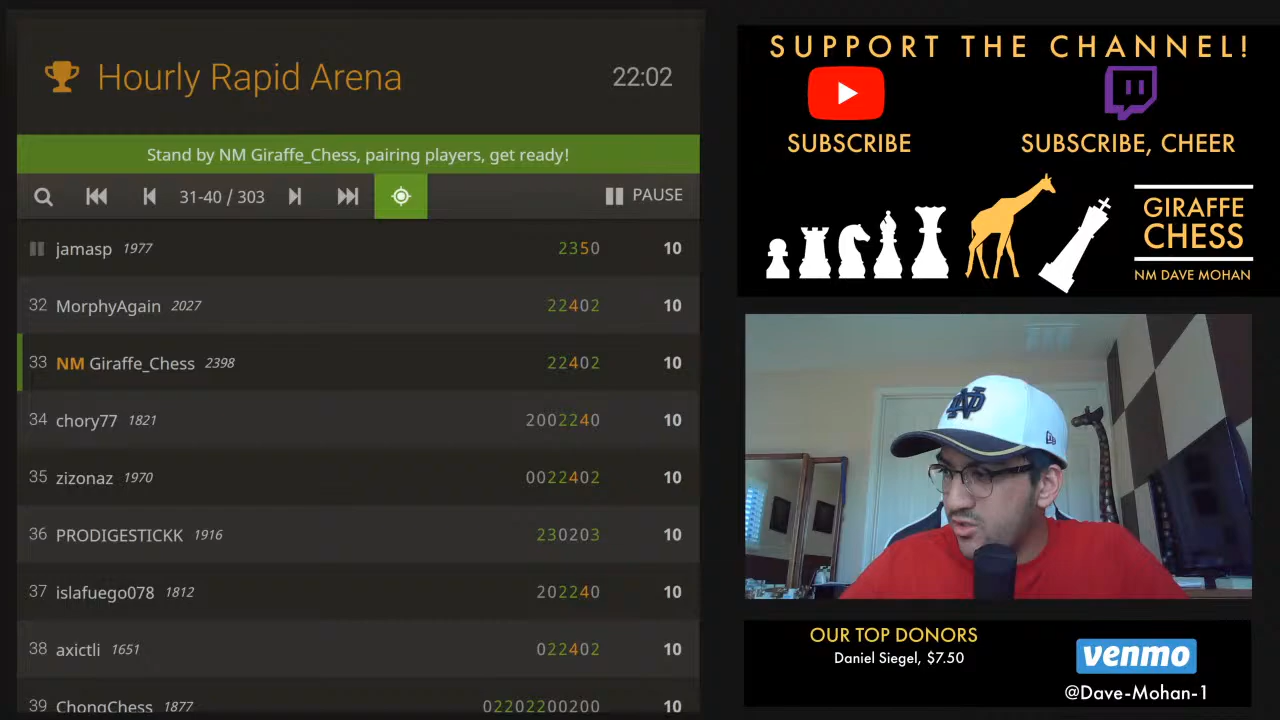 Hourly Rapid Arena 22:02
Stand by NM Giraffe_Chess, pairing players, get ready!
31-40 / 303 PAUSE
jamasp 1977 2350 10
32 MorphyAgain 2027 22402 10
33 NM Giraffe_Chess 2398 22402 10
34 chory77 1821 2002240 10
35 zizonaz 1970 0022402 10
36 PRODIGESTICKK 1916 230203 10
37 islafuego078 1812 202240 10
38 axictli 1651 022402 10
39 ChongChess 1877 02202200200 10
SUPPORT THE CHANNEL!
SUBSCRIBE
SUBSCRIBE, CHEER
GIRAFFE
CHESS
NM DAVE MOHAN
ND
OUR TOP DONORS
Daniel Siegel, $7.50
venmo
@Dave-Mohan-1